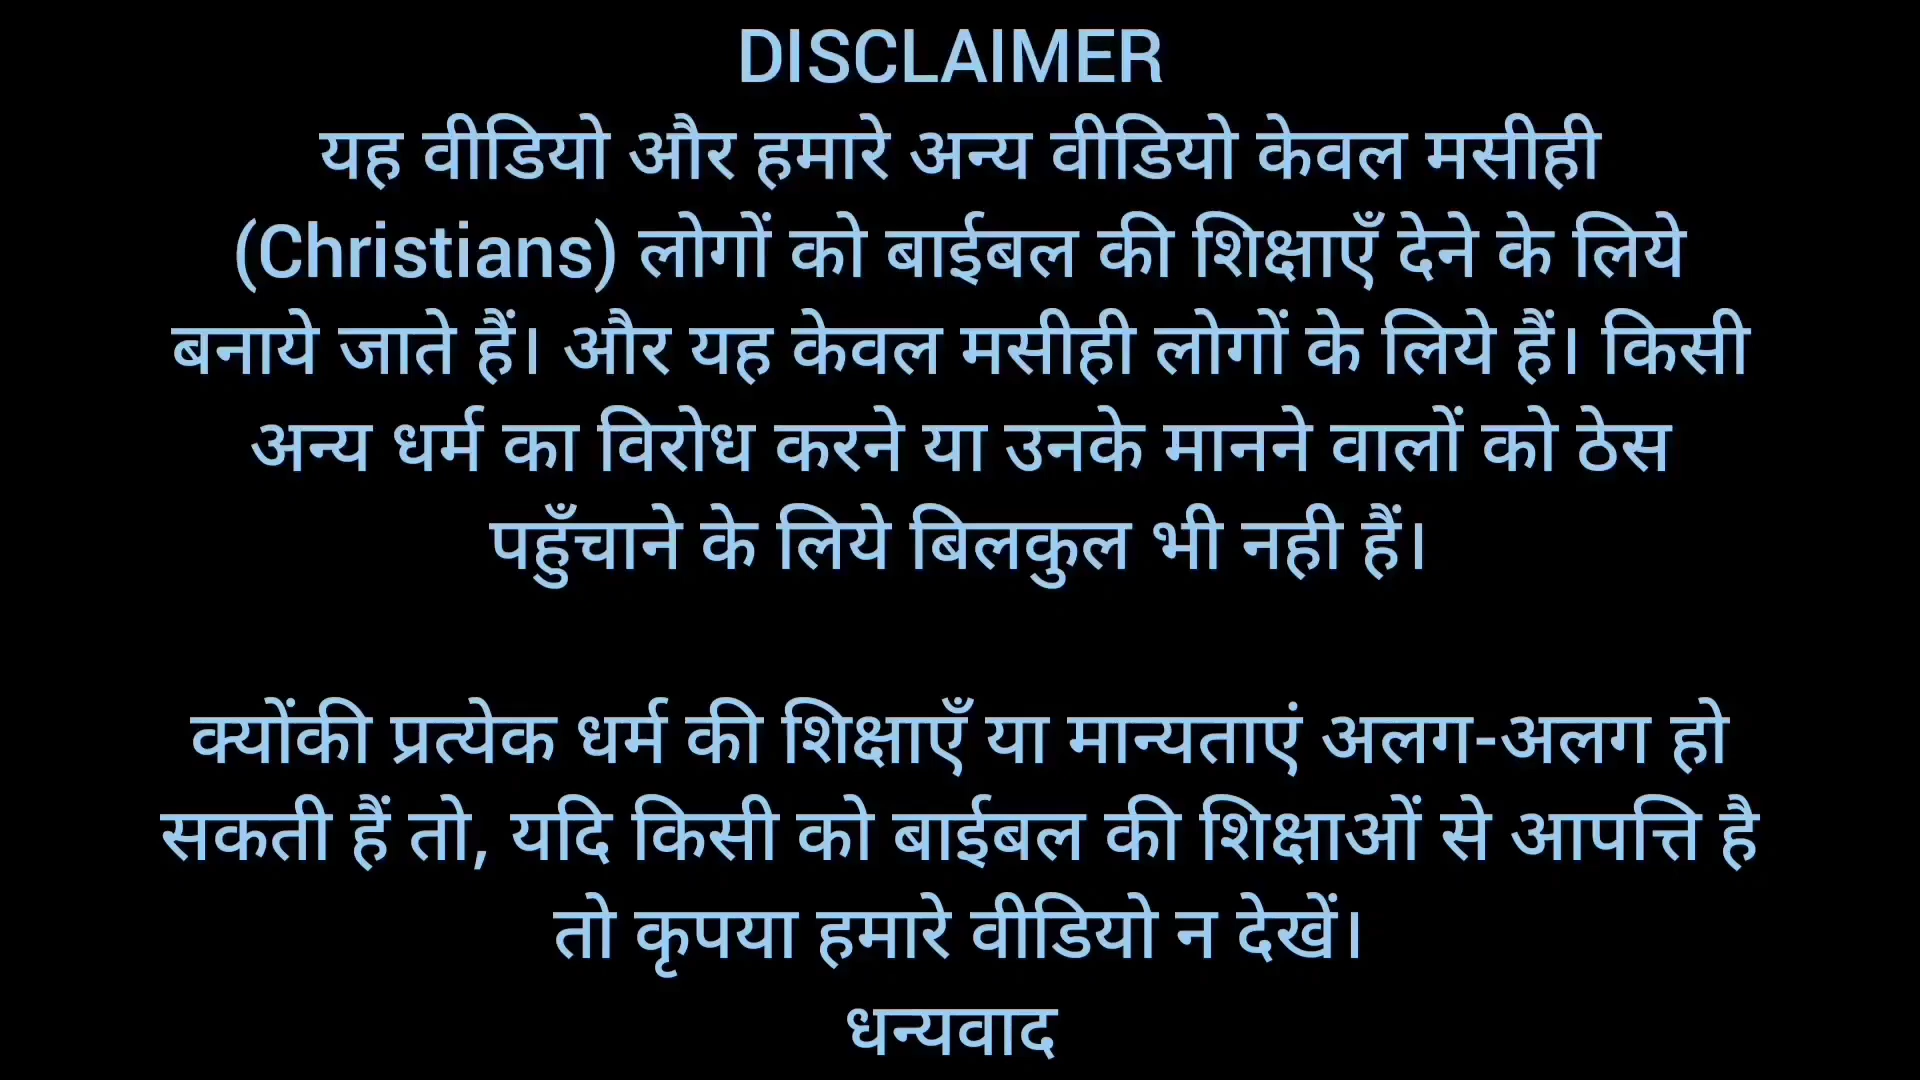 DISCLAIMER
यह वीडियो और हमारे अन्य वीडियो केवल मसीही
(Christians) लोगों को बाईबल की शिक्षाएँ देने के लिये
बनाये जाते हैं। और यह केवल मसीही लोगों के लिये हैं। किसी
अन्य धर्म का विरोध करने या उनके मानने वालों को ठेस
पहुँचाने के लिये बिलकुल भी नही हैं।
क्योंकी प्रत्येक धर्म की शिक्षाएँ या मान्यताएं अलग-अलग हो
सकती हैं तो, यदि किसी को बाईबल की शिक्षाओं से आपत्ति है
तो कृपया हमारे वीडियो न देखें।
धन्यवाद